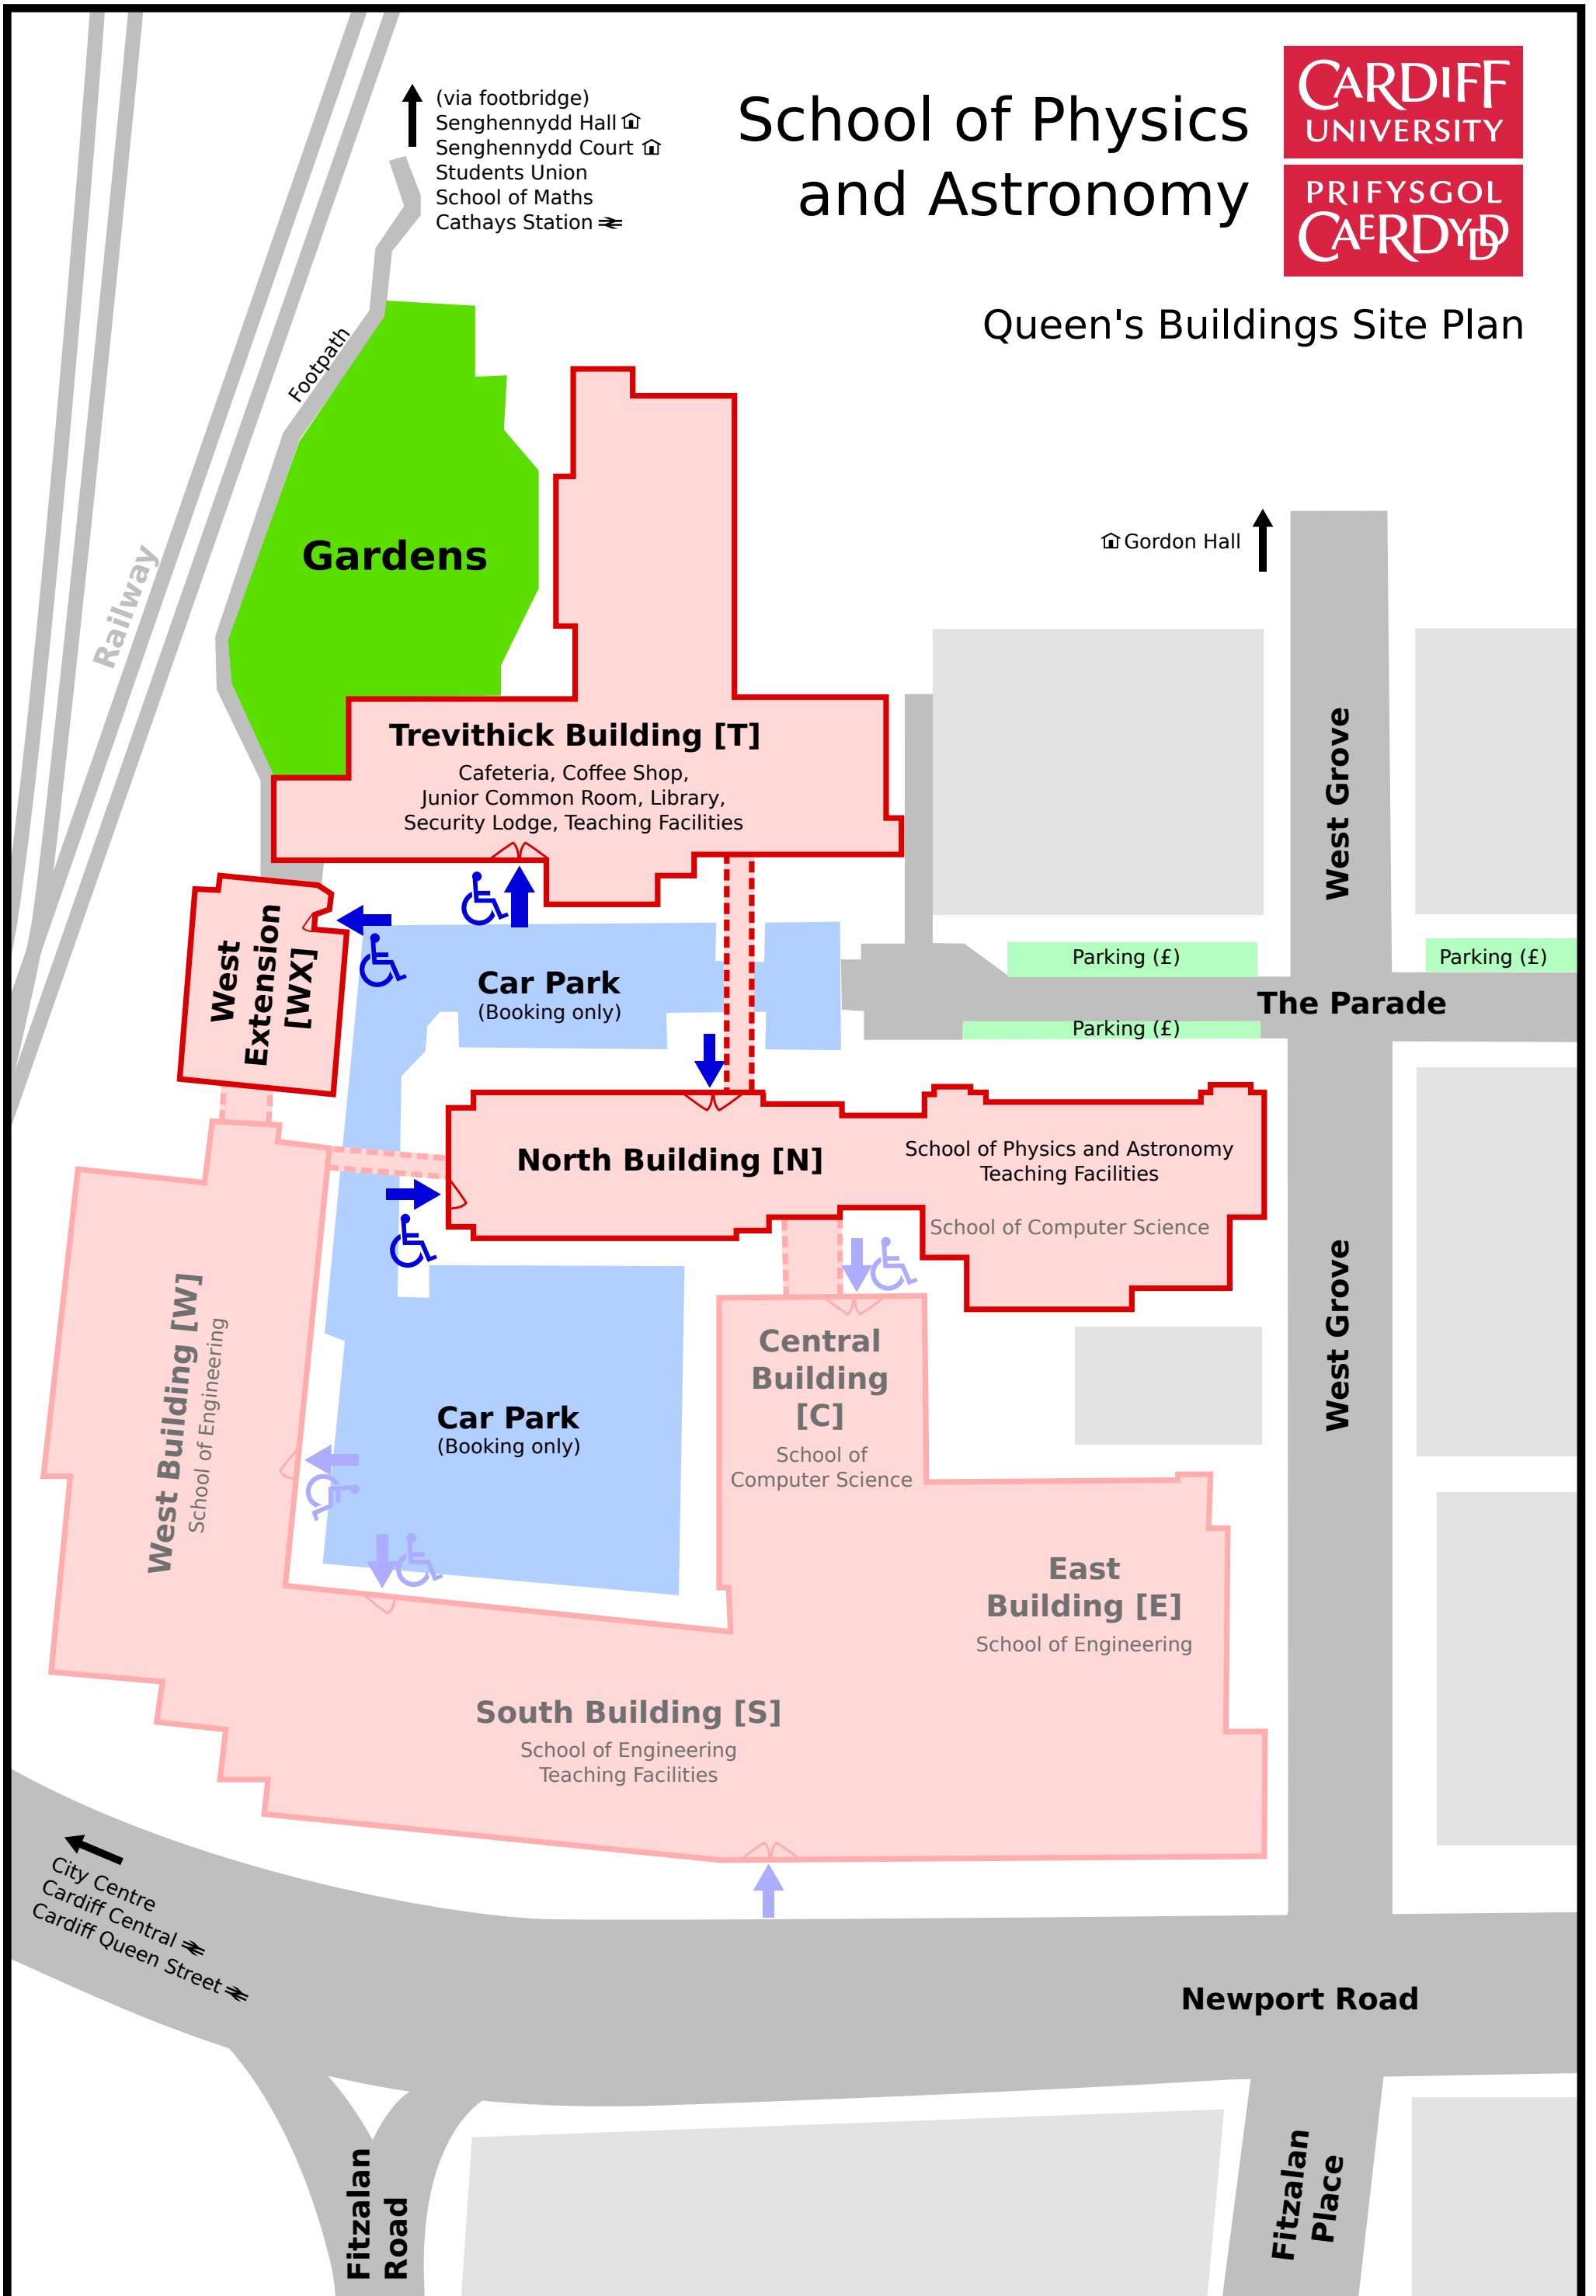 (via footbridge)
Senghennydd Hall
Senghennydd Court
Students Union
School of Maths
Cathays Station
School of Physics
and Astronomy
CARDIFF
UNIVERSITY
PRIFYSGOL
CAERDYDD
Queen's Buildings Site Plan
Footpath
Railway
Gardens
Gordon Hall
Trevithick Building [T]
Cafeteria, Coffee Shop,
Junior Common Room, Library,
Security Lodge, Teaching Facilities
West Grove
West
Extension
[WX]
Car Park
(Booking only)
Parking (£)
Parking (£)
The Parade
Parking (£)
North Building [N]
School of Physics and Astronomy
Teaching Facilities
School of Computer Science
West Grove
West Building [W]
School of Engineering
Car Park
(Booking only)
Central
Building
[C]
School of
Computer Science
East
Building [E]
School of Engineering
South Building [S]
School of Engineering
Teaching Facilities
City Centre
Cardiff Central
Cardiff Queen Street
Newport Road
Fitzalan
Road
Fitzalan
Place